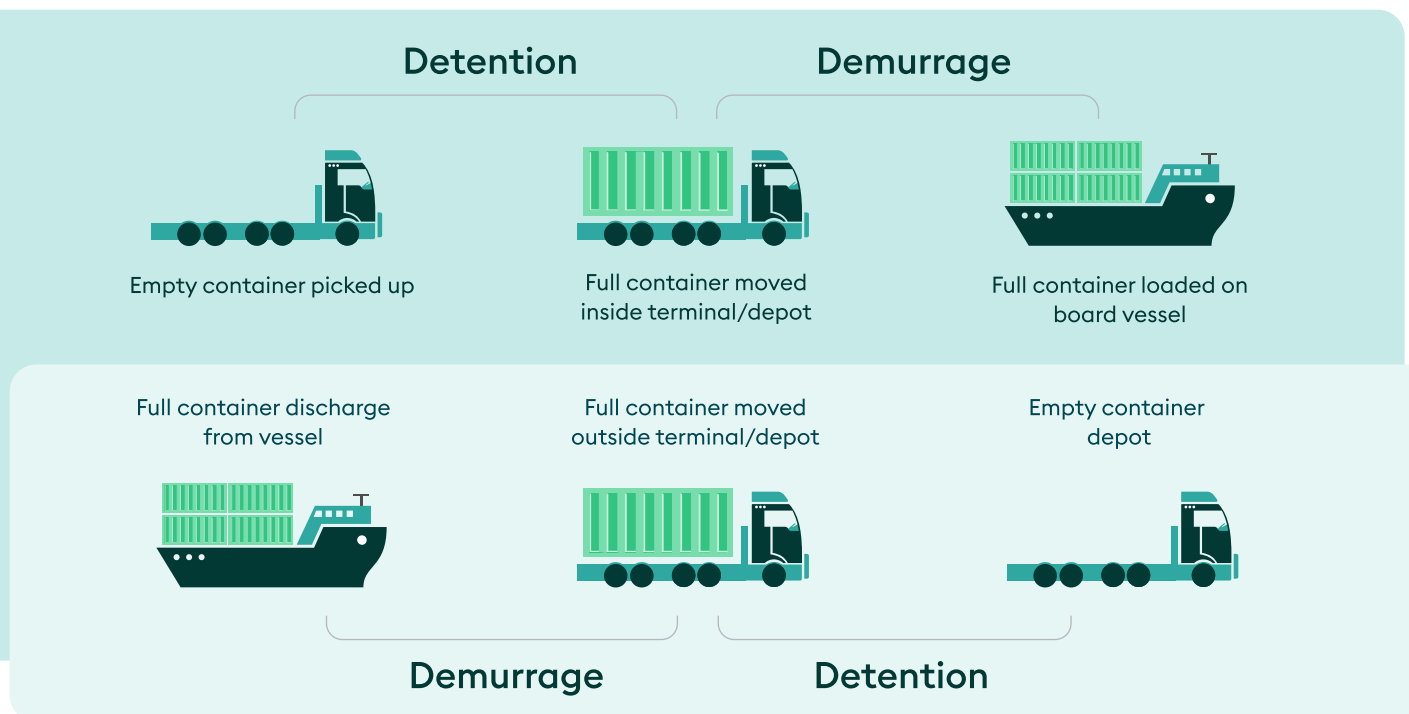 Detention
Demurrage
Empty container picked up
Full container moved
inside terminal/depot
Full container loaded on
board vessel
Full container discharge
from vessel
Full container moved
outside terminal/depot
Empty container
depot
Demurrage
Detention